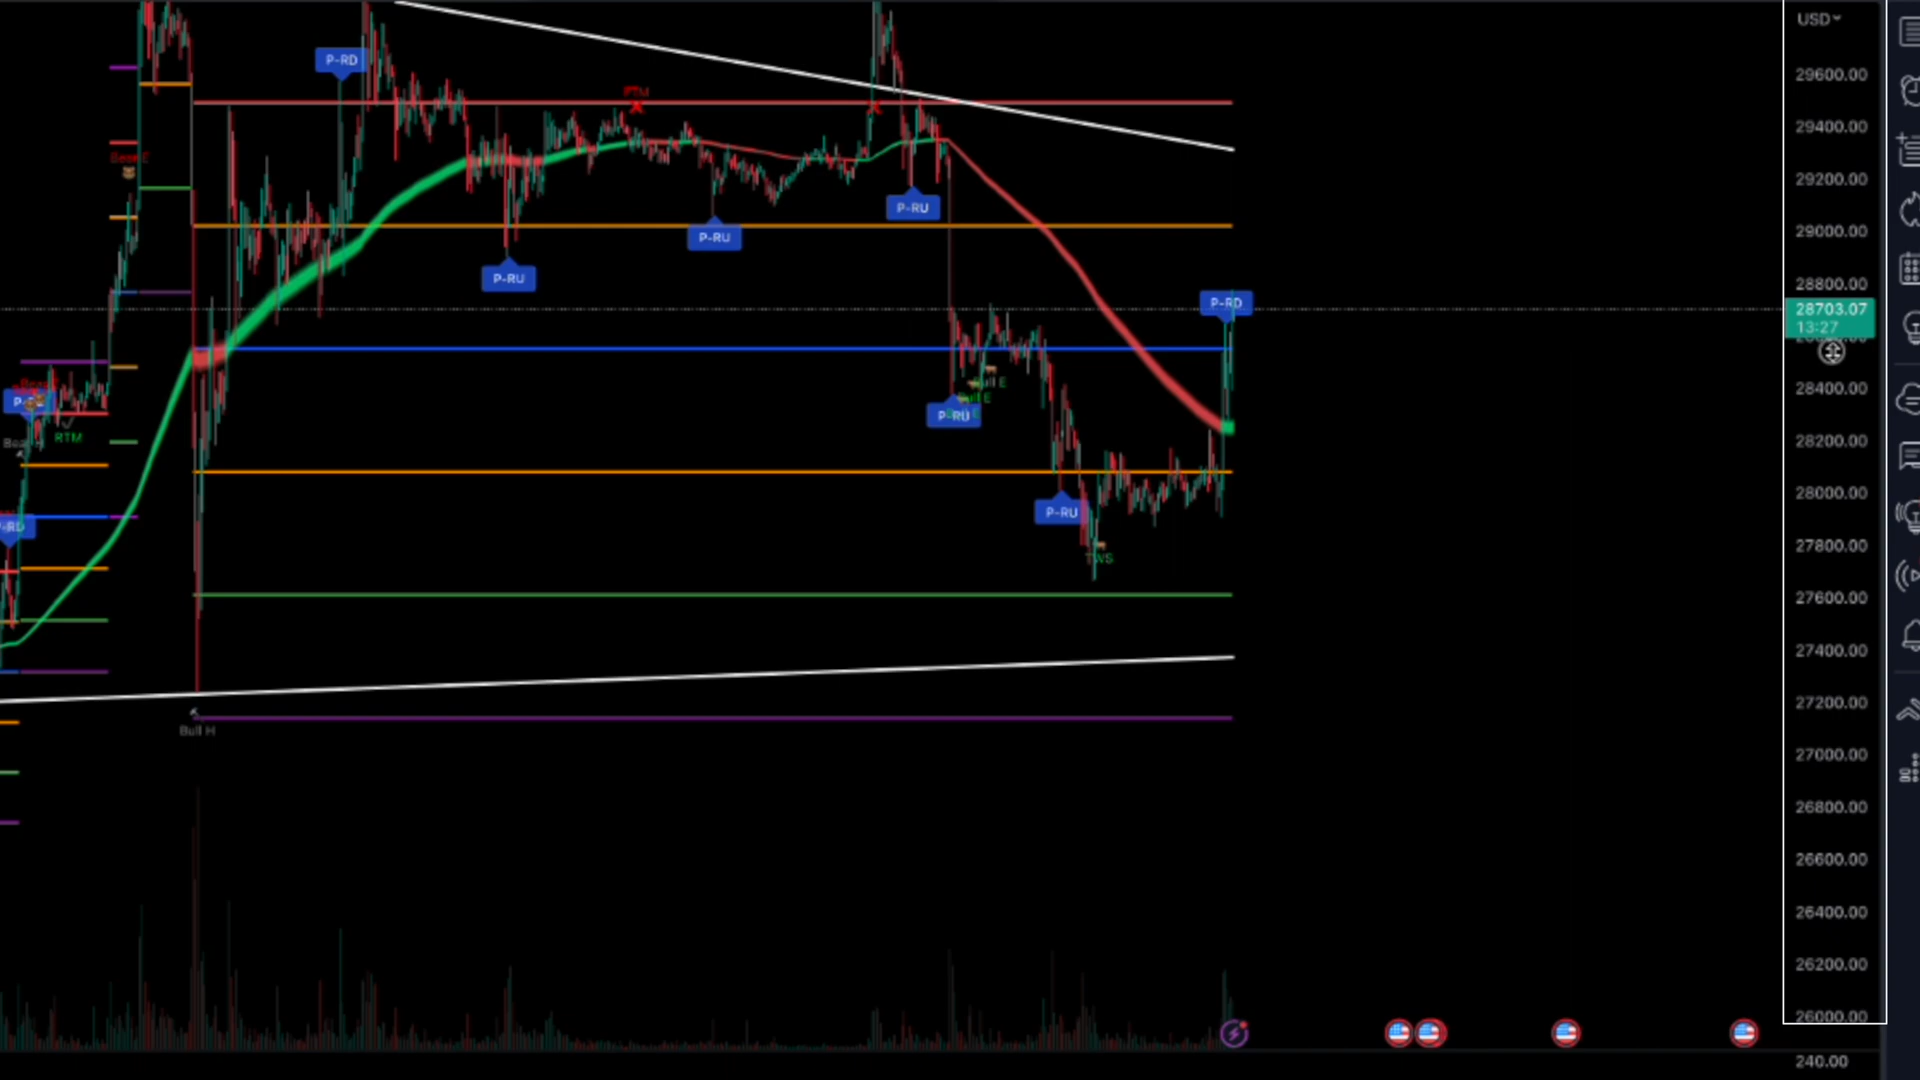 USD
29600.00
29400.00
29200.00
29000.00
28800.00
28703.07
13:27
28400.00
28200.00
28000.00
27800.00
27600.00
27400.00
27200.00
27000.00
26800.00
26600.00
26400.00
26200.00
26000.00
240.00
P-RD
P-RU
P-RU
P-RU
P-RD
P-RU
Bull E
P-RU
TWS
RTM
Bull H